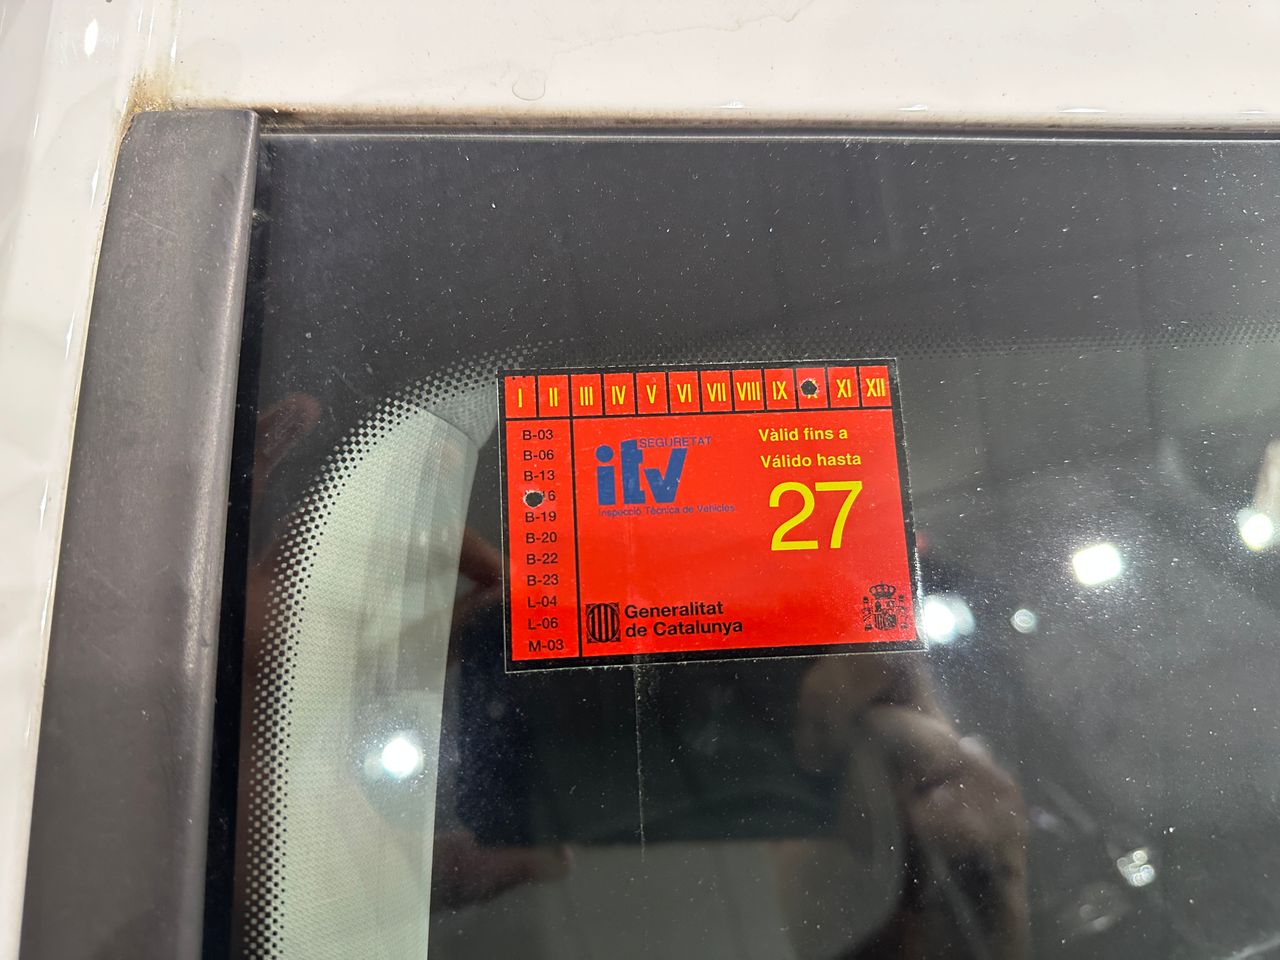 I II III IV V VI VII VIII IX XI XII
B-03
B-06
B-13
6
B-19
B-20
B-22
B-23
L-04
L-06
M-03
SEGURETAT
itv
Inspecció Tècnica de Vehicles
Vàlid fins a
Válido hasta
27
Generalitat
de Catalunya